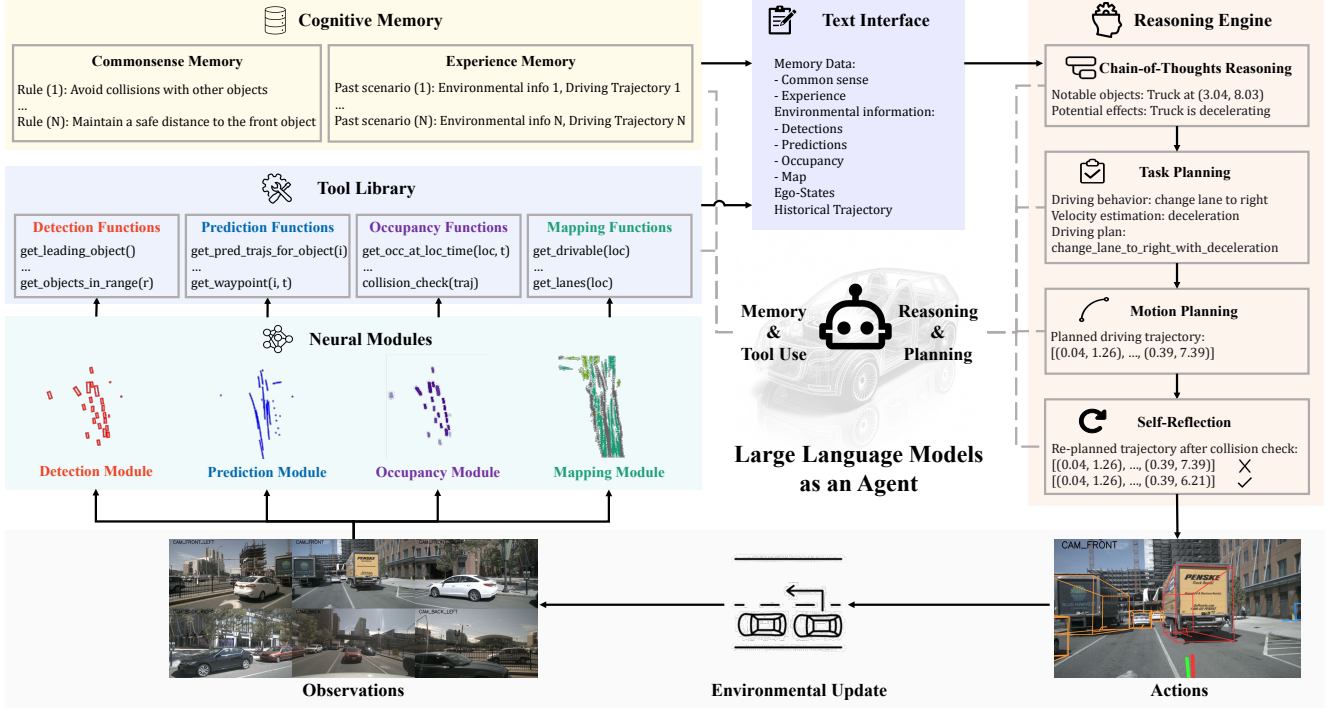 Cognitive Memory
Commonsense Memory
Rule (1): Avoid collisions with other objects
...
Rule (N): Maintain a safe distance to the front object
Experience Memory
Past scenario (1): Environmental info 1, Driving Trajectory 1
...
Past scenario (N): Environmental info N, Driving Trajectory N
Tool Library
Detection Functions
get_leading_object()
...
get_objects_in_range(r)
Prediction Functions
get_pred_trajs_for_object(i)
...
get_waypoint(i, t)
Occupancy Functions
get_occ_at_loc_time(loc, t)
...
collision_check(traj)
Mapping Functions
get_drivable(loc)
...
get_lanes(loc)
Neural Modules
Detection Module
Prediction Module
Occupancy Module
Mapping Module
Text Interface
Memory Data:
- Common sense
- Experience
Environmental information:
- Detections
- Predictions
- Occupancy
- Map
Ego-States
Historical Trajectory
Memory
&
Tool Use
Reasoning
&
Planning
Large Language Models
as an Agent
Reasoning Engine
Chain-of-Thoughts Reasoning
Notable objects: Truck at (3.04, 8.03)
Potential effects: Truck is decelerating
Task Planning
Driving behavior: change lane to right
Velocity estimation: deceleration
Driving plan:
change_lane_to_right_with_deceleration
Motion Planning
Planned driving trajectory:
[(0.04, 1.26), ..., (0.39, 7.39)]
Self-Reflection
Re-planned trajectory after collision check:
[(0.04, 1.26), ..., (0.39, 7.39)]
[(0.04, 1.26), ..., (0.39, 6.21)]
CAM_FRONT_LEFT
PENSKE
CAM_BACK_LEFT
Observations
Environmental Update
CAM_FRONT
PENSKE
Truck Rental
Actions